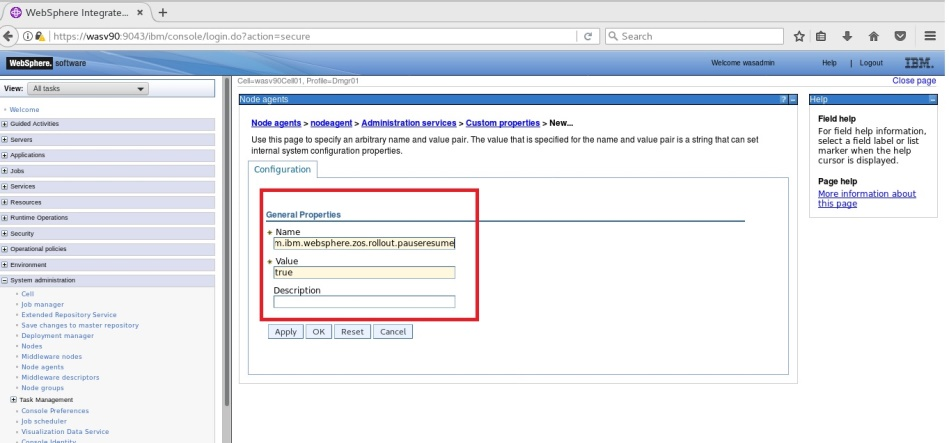 WebSphere Integrate... ×
https://wasv90:9043/ibm/console/login.do?action=secure
Search
WebSphere. software
Welcome wasadmin
Help | Logout
IBM.
View: All tasks
Cell=wasv90Cell01, Profile=Dmgr01
Close page
Welcome
Guided Activities
Servers
Applications
Jobs
Services
Resources
Runtime Operations
Security
Operational policies
Environment
System administration
Cell
Job manager
Extended Repository Service
Save changes to master repository
Deployment manager
Nodes
Middleware nodes
Node agents
Middleware descriptors
Node groups
Task Management
Console Preferences
Job scheduler
Visualization Data Service
Console Identity
Node agents
Node agents > nodeagent > Administration services > Custom properties > New...
Use this page to specify an arbitrary name and value pair. The value that is specified for the name and value pair is a string that can set
internal system configuration properties.
Configuration
General Properties
* Name
m.ibm.websphere.zos.rollout.pauseresume
* Value
true
Description
Apply OK Reset Cancel
Help
Field help
For field help information,
select a field label or list
marker when the help
cursor is displayed.
Page help
More information about
this page